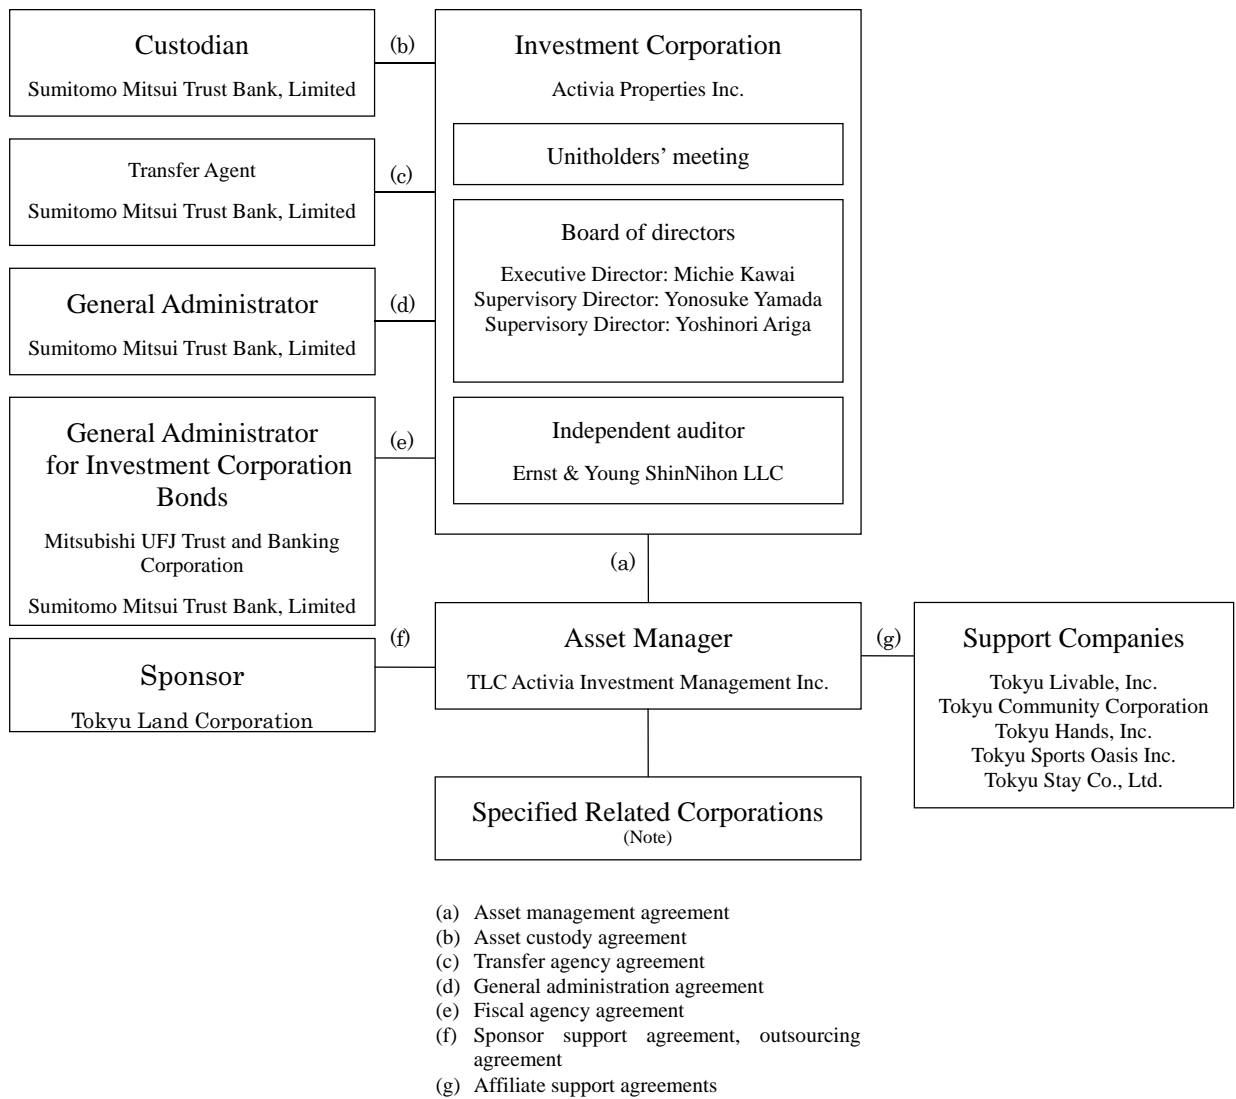 Custodian
Sumitomo Mitsui Trust Bank, Limited
(b)
Transfer Agent
Sumitomo Mitsui Trust Bank, Limited
(c)
General Administrator
Sumitomo Mitsui Trust Bank, Limited
(d)
General Administrator
for Investment Corporation
Bonds
Mitsubishi UFJ Trust and Banking
Corporation
Sumitomo Mitsui Trust Bank, Limited
(e)
Investment Corporation
Activia Properties Inc.
Unitholders’ meeting
Board of directors
Executive Director: Michie Kawai
Supervisory Director: Yonosuke Yamada
Supervisory Director: Yoshinori Ariga
Independent auditor
Ernst & Young ShinNihon LLC
(a)
Sponsor
Tokyu Land Corporation
(f)
Asset Manager
TLC Activia Investment Management Inc.
(g)
Support Companies
Tokyu Livable, Inc.
Tokyu Community Corporation
Tokyu Hands, Inc.
Tokyu Sports Oasis Inc.
Tokyu Stay Co., Ltd.
Specified Related Corporations
(Note)
(a) Asset management agreement
(b) Asset custody agreement
(c) Transfer agency agreement
(d) General administration agreement
(e) Fiscal agency agreement
(f) Sponsor support agreement, outsourcing
agreement
(g) Affiliate support agreements